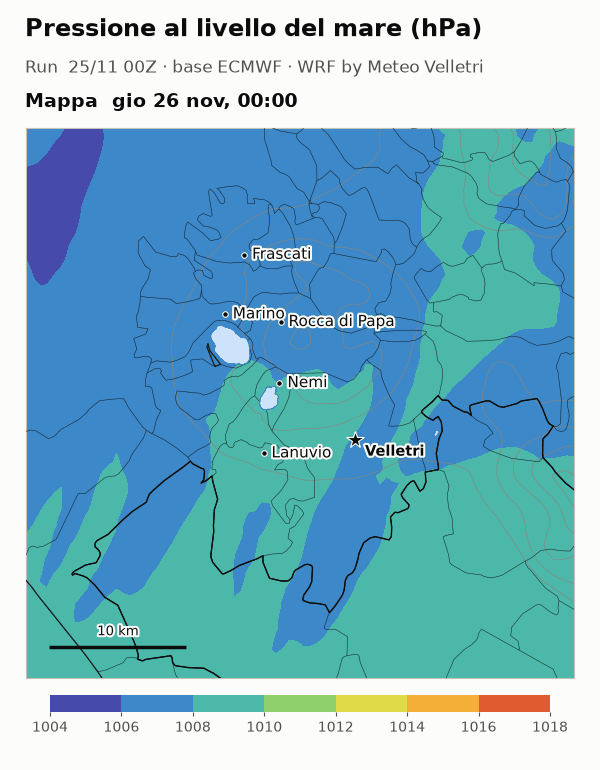 Pressione al livello del mare (hPa)
Run  25/11 00Z · base ECMWF · WRF by Meteo Velletri
Mappa  gio 26 nov, 00:00
Frascati
Marino
Rocca di Papa
Nemi
Velletri
Lanuvio
10 km
1004 1006 1008 1010 1012 1014 1016 1018